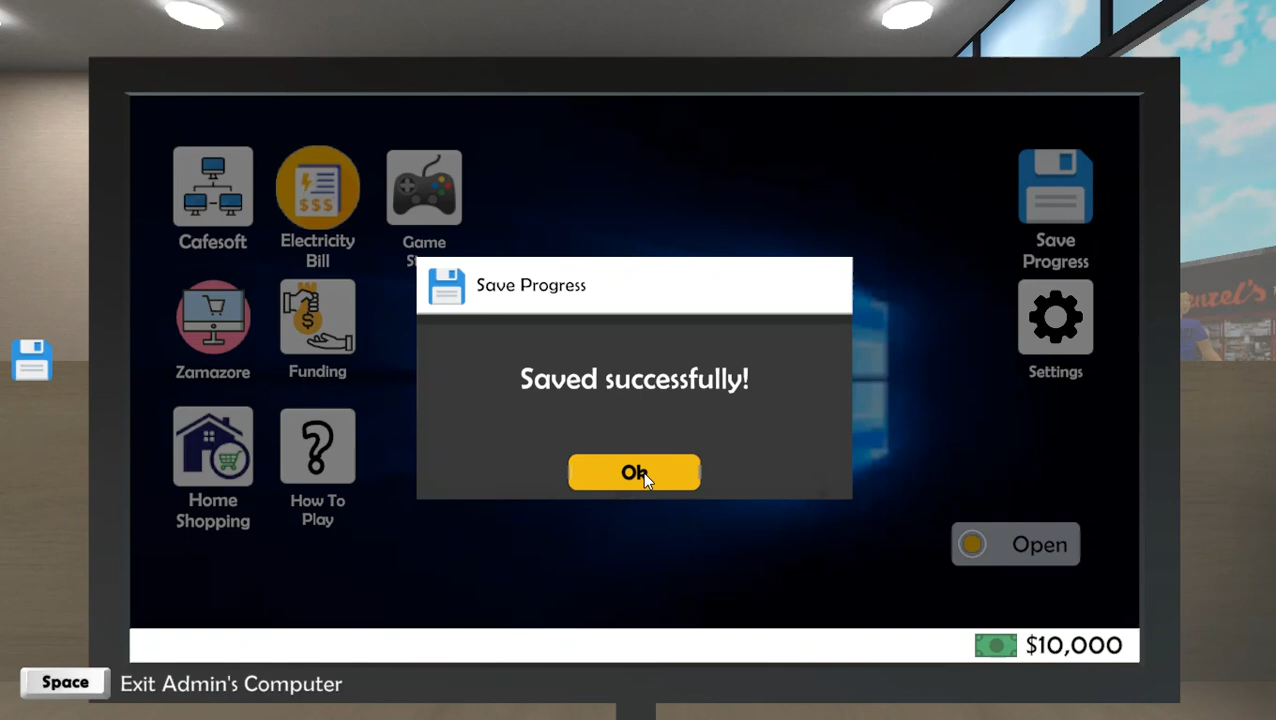 Cafesoft
Electricity
Bill
Game
Save
Progress
Save Progress
Zamazore
Funding
Saved successfully!
Settings
Ok
Home
Shopping
How To
Play
Open
$10,000
Space
Exit Admin's Computer